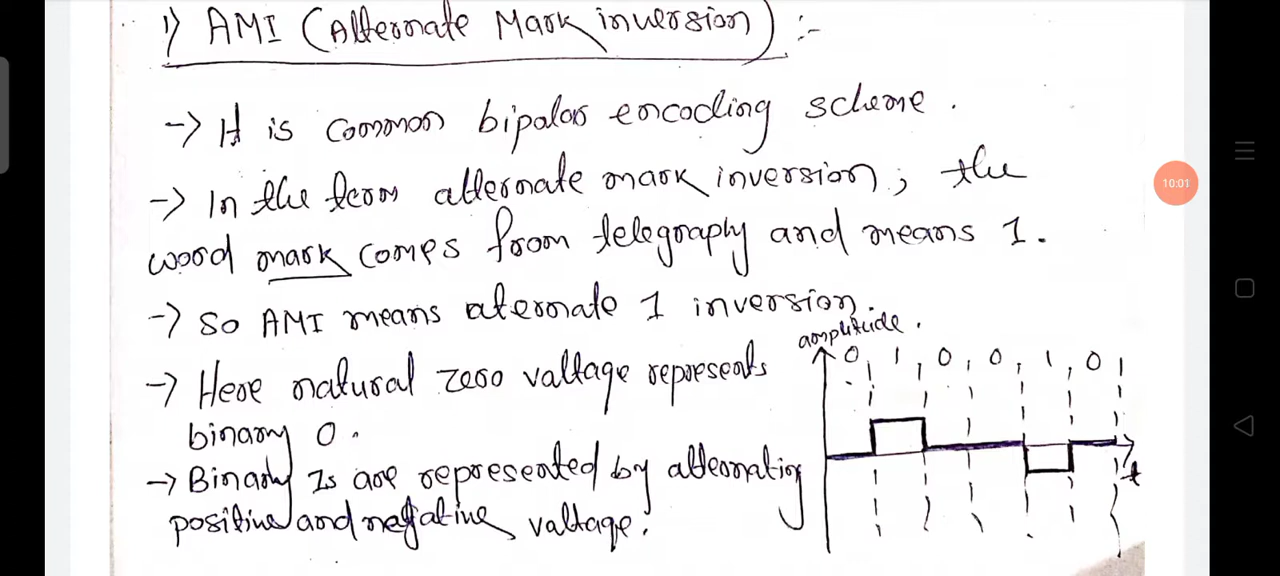 1) AMI (Alternate Mark inversion) :-
-> It is common bipolar encoding scheme.
-> In the term alternate mark inversion, the
word mark comes from telegraphy and means 1.
-> So AMI means alternate 1 inversion.
-> Here natural zero voltage represents
binary 0.
-> Binary 1s are represented by alternating
positive and negative voltage.
amplitude.
0 1 0 0 1 0
t
10:01